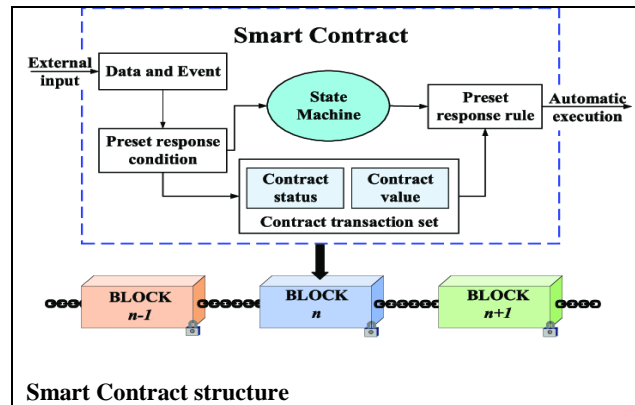 Smart Contract
External
input
Data and Event
State
Machine
Preset
response rule
Automatic
execution
Preset response
condition
Contract
status
Contract
value
Contract transaction set
BLOCK
n-1
BLOCK
n
BLOCK
n+1
Smart Contract structure